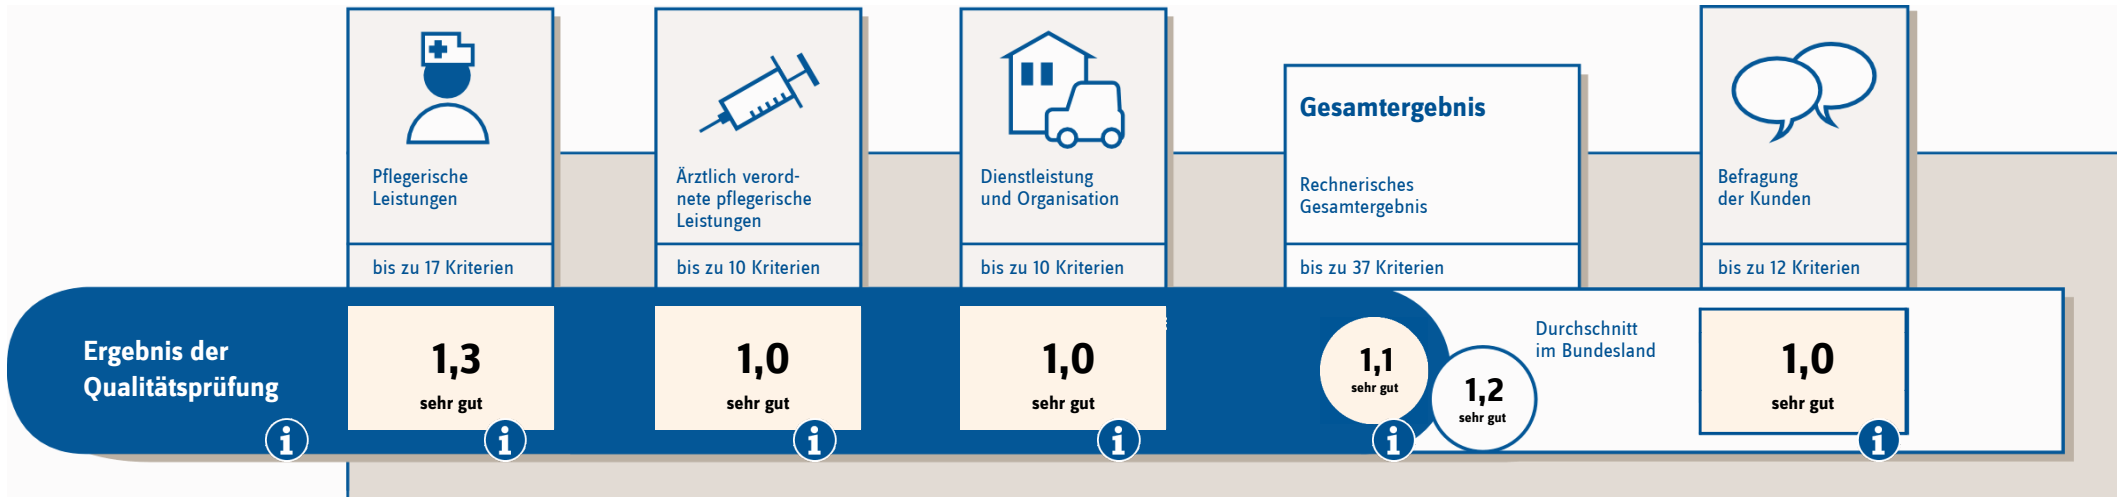 Pflegerische
Leistungen
bis zu 17 Kriterien
Ärztlich verord-
nete pflegerische
Leistungen
bis zu 10 Kriterien
Dienstleistung
und Organisation
bis zu 10 Kriterien
Gesamtergebnis
Rechnerisches
Gesamtergebnis
bis zu 37 Kriterien
Befragung
der Kunden
bis zu 12 Kriterien
Ergebnis der
Qualitätsprüfung
i
1,3
sehr gut
i
1,0
sehr gut
i
1,0
sehr gut
i
1,1
sehr gut
i
1,2
sehr gut
Durchschnitt
im Bundesland
1,0
sehr gut
i